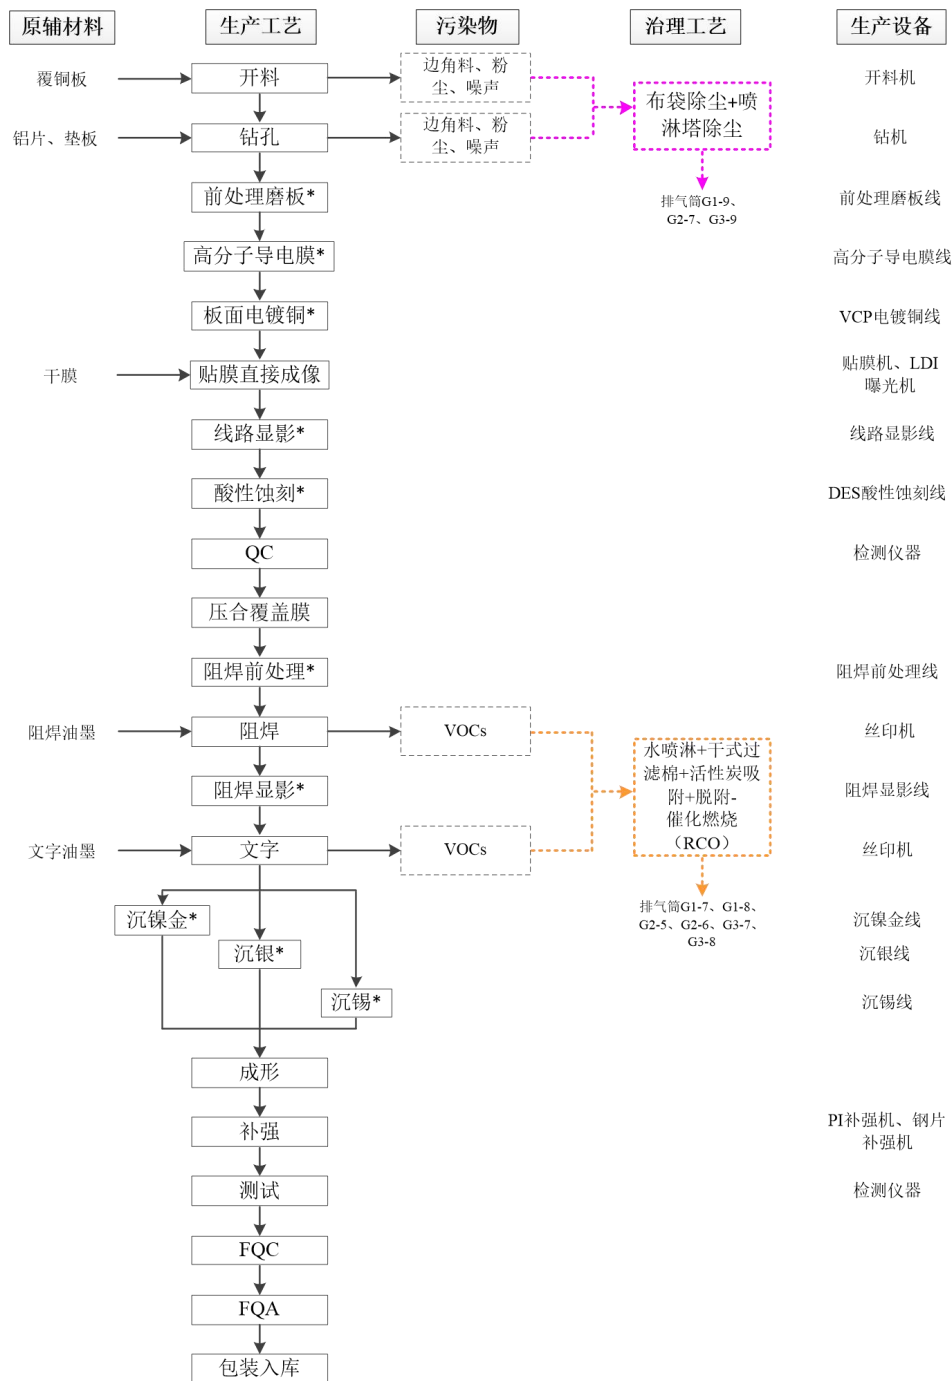 原辅材料
生产工艺
污染物
治理工艺
生产设备
覆铜板
开料
边角料、粉
尘、噪声
开料机
布袋除尘+喷
淋塔除尘
铝片、垫板
钻孔
边角料、粉
尘、噪声
钻机
前处理磨板*
排气筒G1-9、
G2-7、G3-9
前处理磨板线
高分子导电膜*
高分子导电膜线
板面电镀铜*
VCP电镀铜线
干膜
贴膜直接成像
贴膜机、LDI
曝光机
线路显影*
线路显影线
酸性蚀刻*
DES酸性蚀刻线
QC
检测仪器
压合覆盖膜
阻焊前处理*
阻焊前处理线
阻焊油墨
阻焊
VOCs
丝印机
水喷淋+干式过
滤棉+活性炭吸
附+脱附-
催化燃烧
（RCO）
阻焊显影*
阻焊显影线
文字油墨
文字
VOCs
丝印机
排气筒G1-7、G1-8、
G2-5、G2-6、G3-7、
G3-8
沉镍金*
沉镍金线
沉银*
沉银线
沉锡*
沉锡线
成形
补强
PI补强机、钢片
补强机
测试
检测仪器
FQC
FQA
包装入库